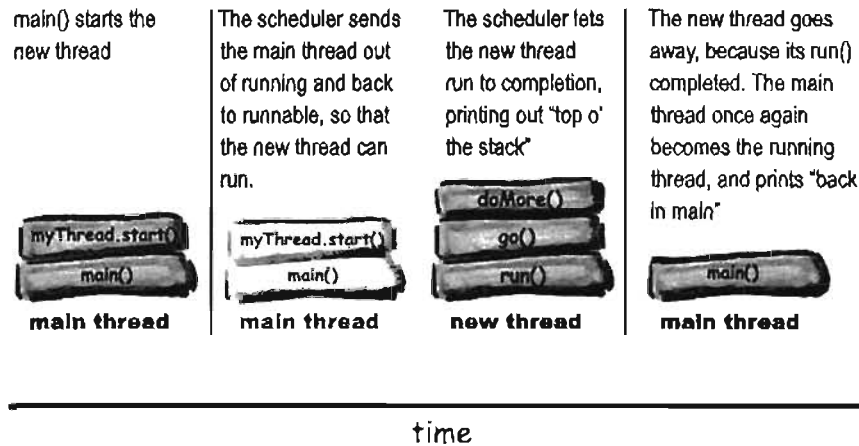 main() starts the
new thread
The scheduler sends
the main thread out
of running and back
to runnable, so that
the new thread can
run.
The scheduler lets
the new thread
run to completion,
printing out "top o'
the stack"
The new thread goes
away, because its run()
completed. The main
thread once again
becomes the running
thread, and prints "back
in main"
myThread.start()
main()
main thread
myThread.start()
main()
main thread
doMore()
go()
run()
new thread
main()
main thread
time